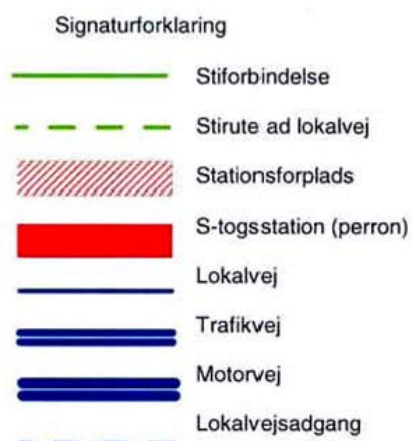 Signaturforklaring
Stiforbindelse
Stirute ad lokalvej
Stationsforplads
S-togsstation (perron)
Lokalvej
Trafikvej
Motorvej
Lokalvejsadgang